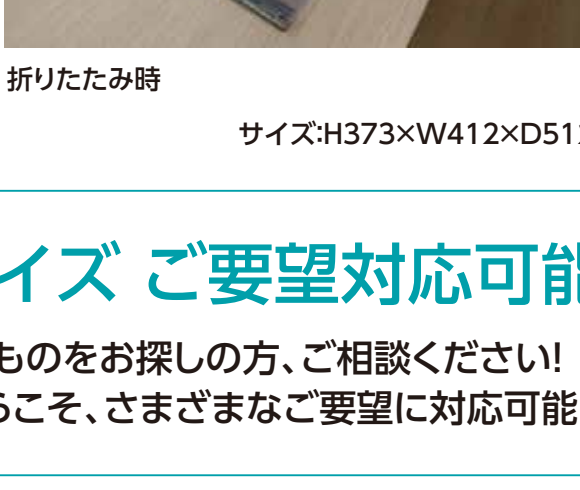 折りたたみ時
サイズ:H373×W412×D51
イズ ご要望対応可能
ものをお探しの方、ご相談ください!
こそ、さまざまなご要望に対応可能